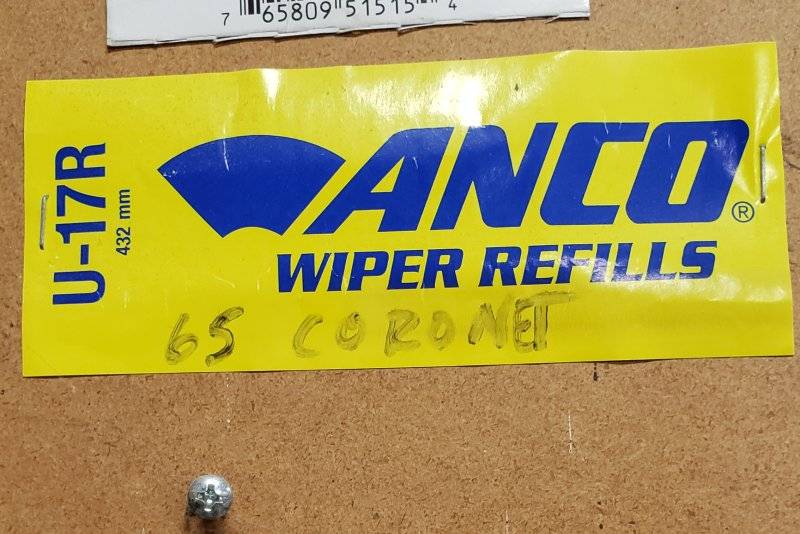 7 65809 51515 4
U-17R
432 mm
ANCO®
WIPER REFILLS
65 CORONET